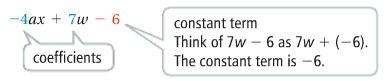 −4ax + 7w − 6
coefficients
constant term
Think of 7w − 6 as 7w + (−6).
The constant term is −6.